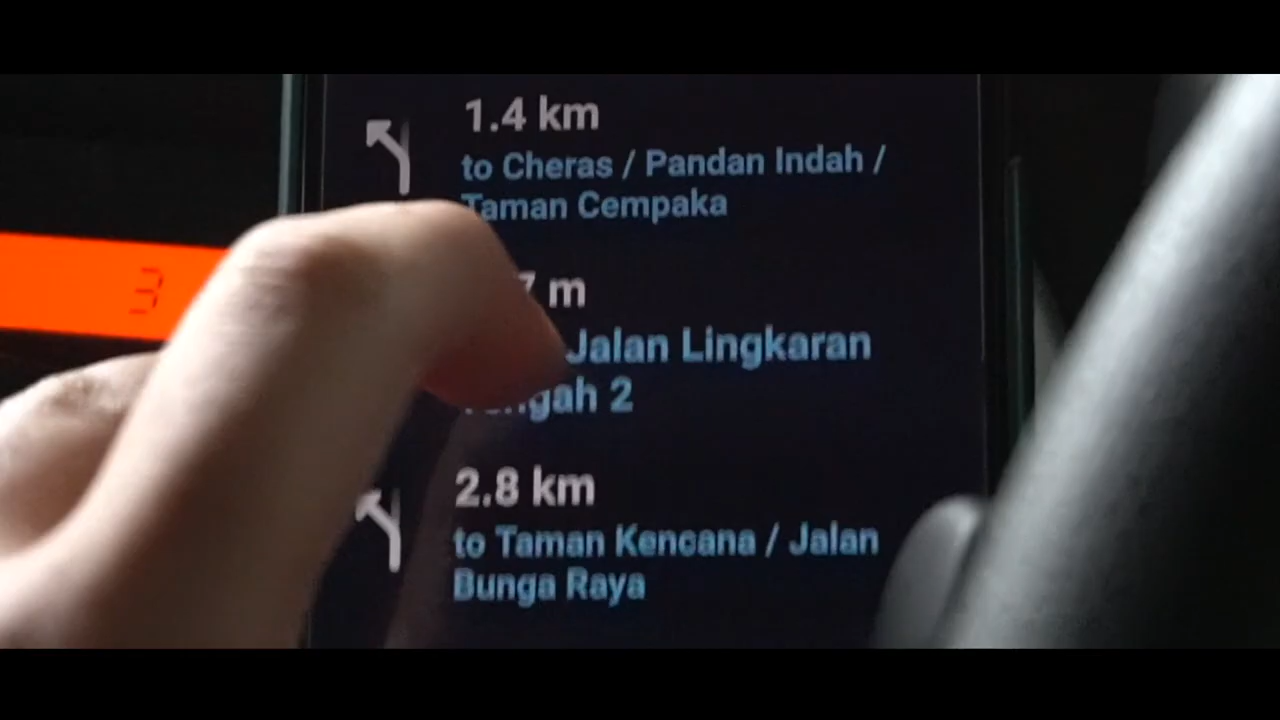 1.4 km
to Cheras / Pandan Indah /
Taman Cempaka
3
m
Jalan Lingkaran
2
2.8 km
to Taman Kencana / Jalan
Bunga Raya